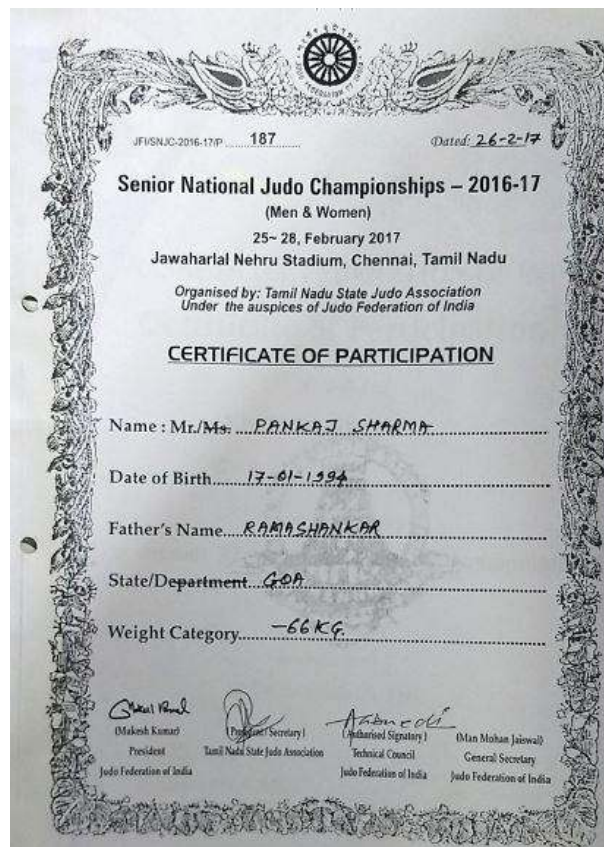 JFI/SNJC-2016-17/P ........187........ Dated: 26-2-17
Senior National Judo Championships – 2016-17
(Men & Women)
25~ 28, February 2017
Jawaharlal Nehru Stadium, Chennai, Tamil Nadu
Organised by: Tamil Nadu State Judo Association
Under the auspices of Judo Federation of India
CERTIFICATE OF PARTICIPATION
Name : Mr./Ms. PANKAJ SHARMA
Date of Birth 17-01-1994
Father's Name RAMASHANKAR
State/Department GOA
Weight Category -66 KG.
(Mukesh Kumar) (President / Secretary) (Authorised Signatory) (Man Mohan Jaiswal)
President Tamil Nadu State Judo Association Technical Council General Secretary
Judo Federation of India Judo Federation of India Judo Federation of India